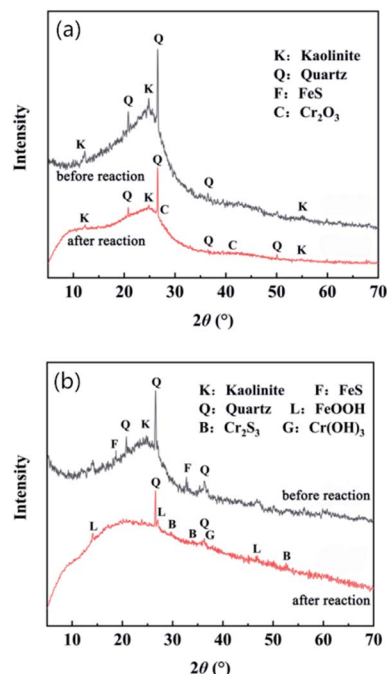 (a)
Q
K: Kaolinite
Q: Quartz
F: FeS
C: Cr₂O₃
Q
K
K
Q
K
before reaction
Q
Q
K
K
C
Q
C
Q
K
after reaction
Intensity
10 20 30 40 50 60 70
2θ (°)
(b)
Q
K: Kaolinite F: FeS
Q: Quartz L: FeOOH
B: Cr₂S₃ G: Cr(OH)₃
Q
K
F
F
Q
before reaction
Q
L
L
B
B
Q
G
L
B
after reaction
Intensity
10 20 30 40 50 60 70
2θ (°)